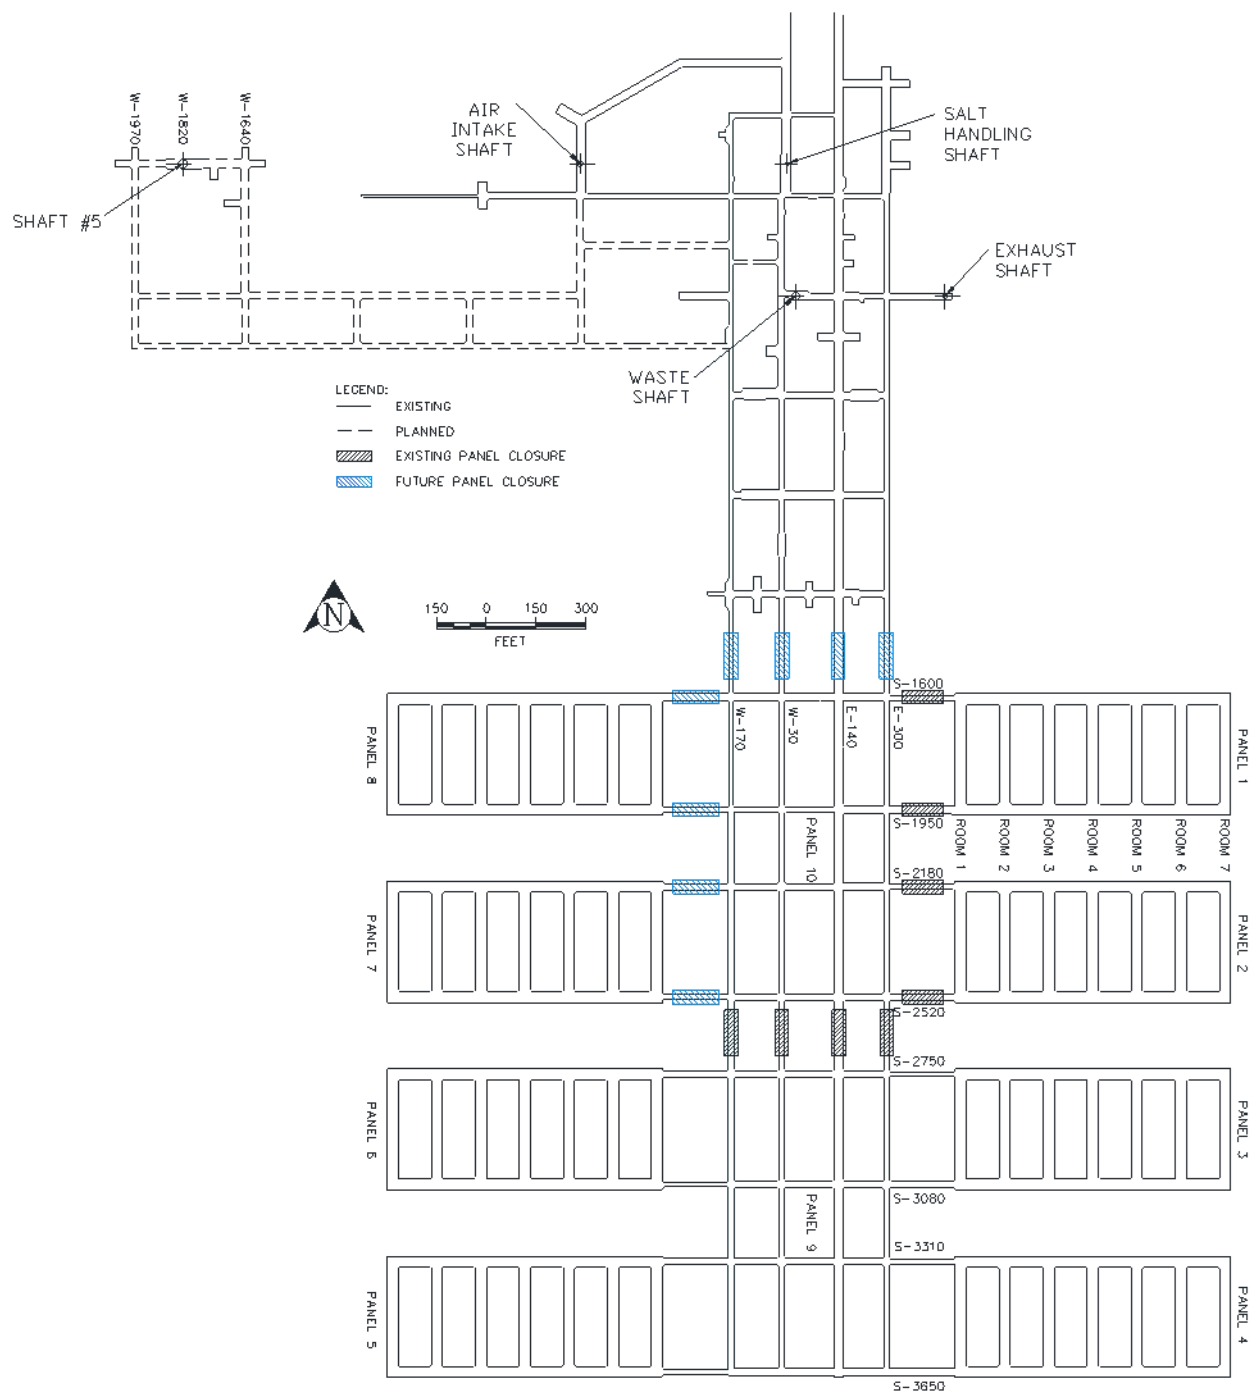 W-1970
W-1820
W-1640
AIR
INTAKE
SHAFT
SALT
HANDLING
SHAFT
SHAFT #5
EXHAUST
SHAFT
WASTE
SHAFT
LEGEND:
EXISTING
PLANNED
EXISTING PANEL CLOSURE
FUTURE PANEL CLOSURE
N
150 0 150 300
FEET
S-1600
W-170
W-30
E-140
E-300
PANEL 8
PANEL 1
S-1950
PANEL 10
ROOM 1
ROOM 2
ROOM 3
ROOM 4
ROOM 5
ROOM 6
ROOM 7
S-2180
PANEL 7
PANEL 2
S-2520
S-2750
PANEL 6
PANEL 3
S-3080
PANEL 9
S-3310
PANEL 5
PANEL 4
S-3650